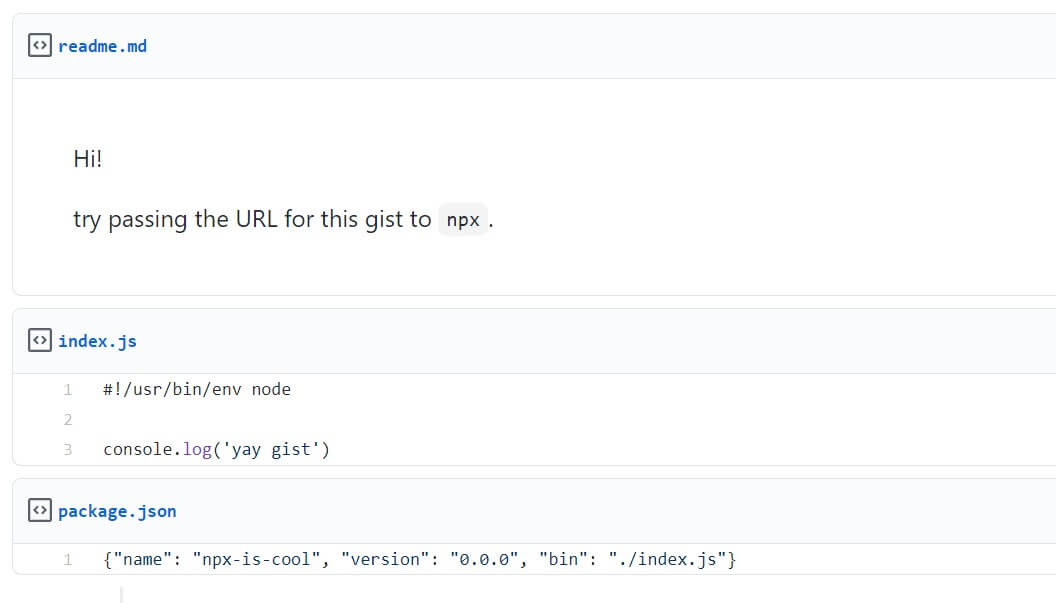 readme.md
Hi!
try passing the URL for this gist to npx.
index.js
1 #!/usr/bin/env node
2
3 console.log('yay gist')
package.json
1 {"name": "npx-is-cool", "version": "0.0.0", "bin": "./index.js"}